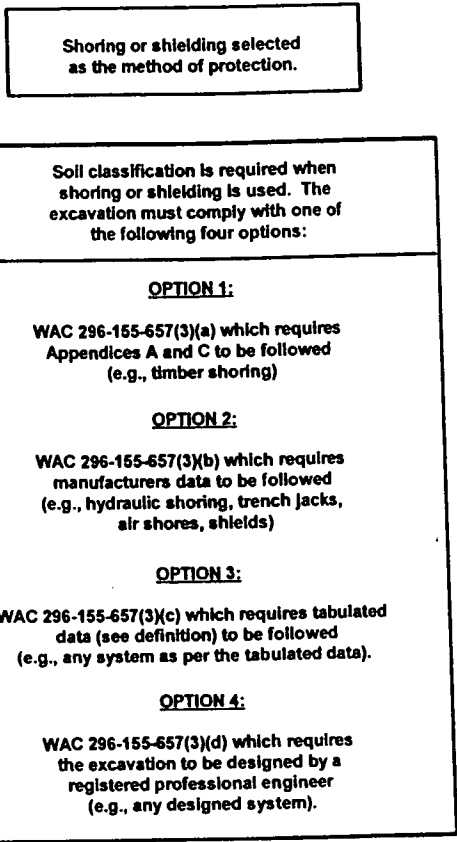 Shoring or shielding selected
as the method of protection.
Soil classification is required when
shoring or shielding is used. The
excavation must comply with one of
the following four options:
OPTION 1:
WAC 296-155-657(3)(a) which requires
Appendices A and C to be followed
(e.g., timber shoring)
OPTION 2:
WAC 296-155-657(3)(b) which requires
manufacturers data to be followed
(e.g., hydraulic shoring, trench jacks,
air shores, shields)
OPTION 3:
WAC 296-155-657(3)(c) which requires tabulated
data (see definition) to be followed
(e.g., any system as per the tabulated data).
OPTION 4:
WAC 296-155-657(3)(d) which requires
the excavation to be designed by a
registered professional engineer
(e.g., any designed system).